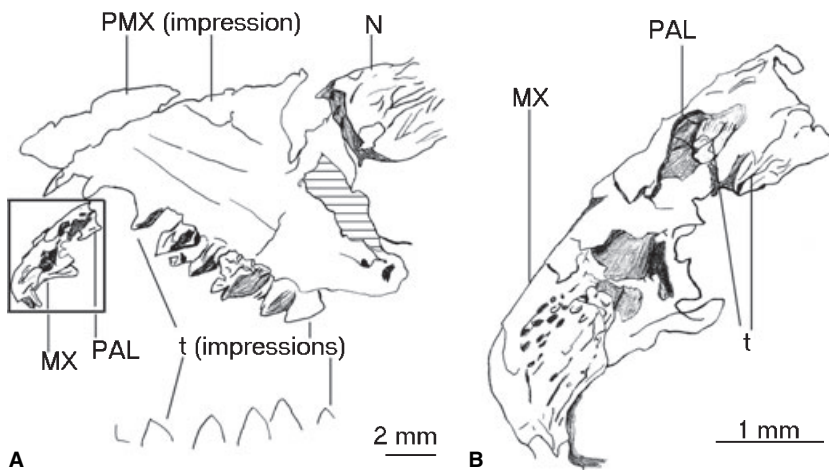 PMX (impression)
N
MX
PAL
t (impressions)
2 mm
A
PAL
MX
t
1 mm
B